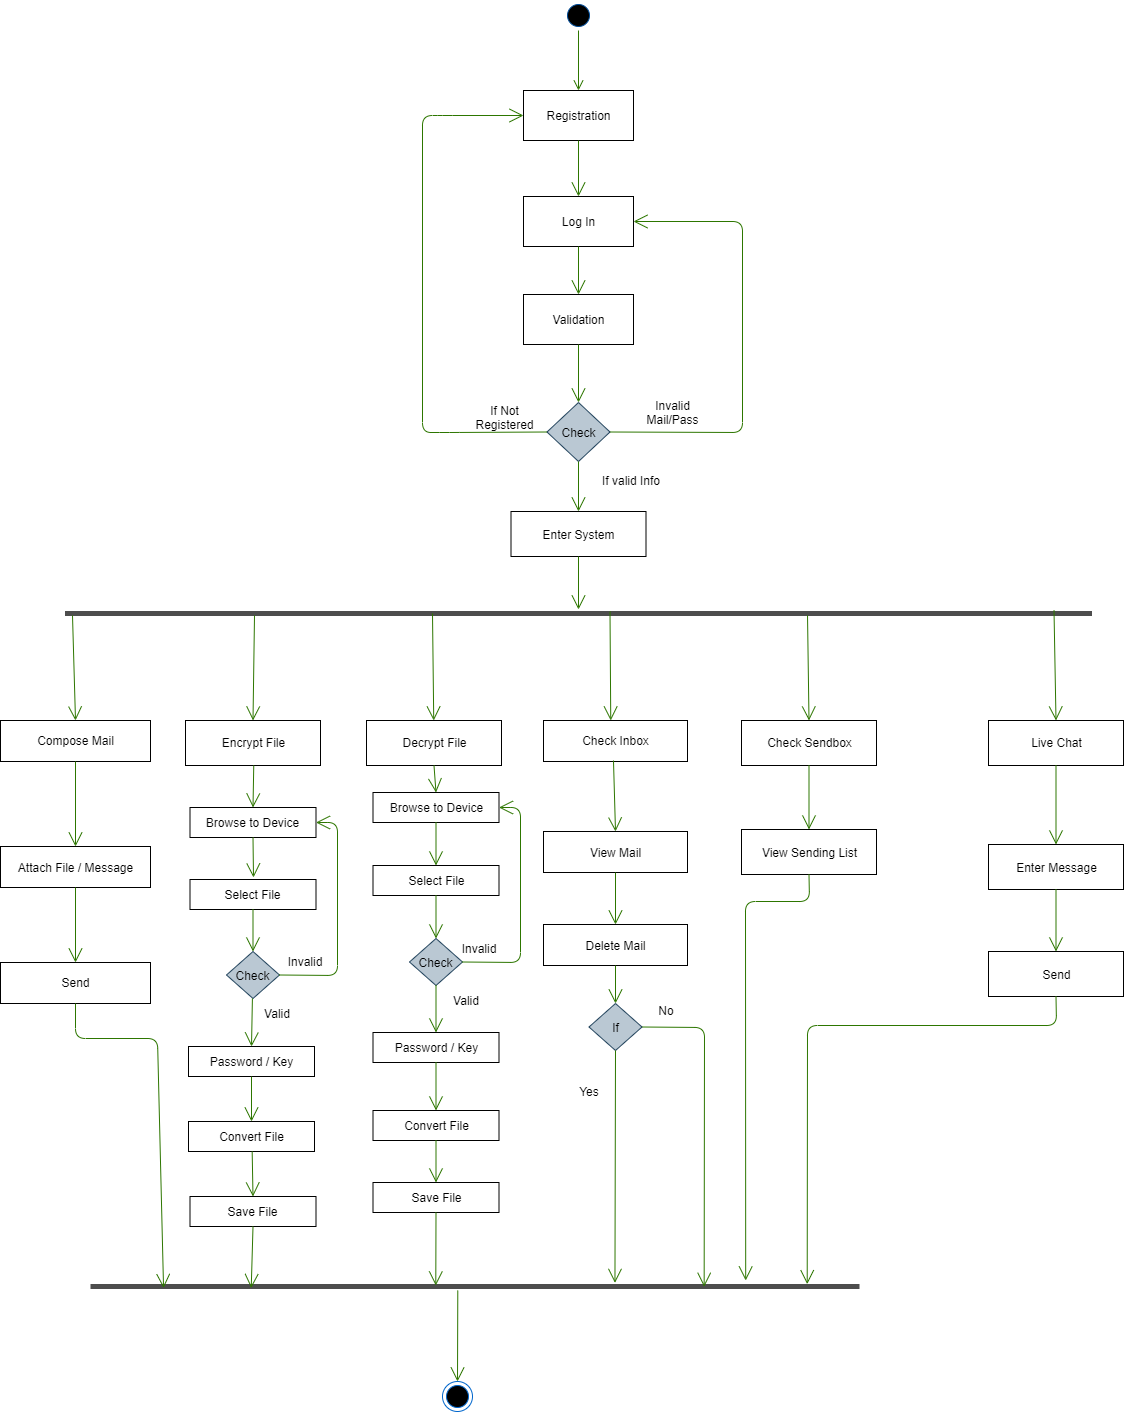 Registration
Log In
Validation
If Not
Registered
Invalid
Mail/Pass
Check
If valid Info
Enter System
Compose Mail
Encrypt File
Decrypt File
Check Inbox
Check Sendbox
Live Chat
Browse to Device
Browse to Device
Attach File / Message
Select File
Select File
View Mail
View Sending List
Enter Message
Delete Mail
Check
Invalid
Check
Invalid
Send
Send
Valid
Valid
If
No
Yes
Password / Key
Password / Key
Convert File
Convert File
Save File
Save File